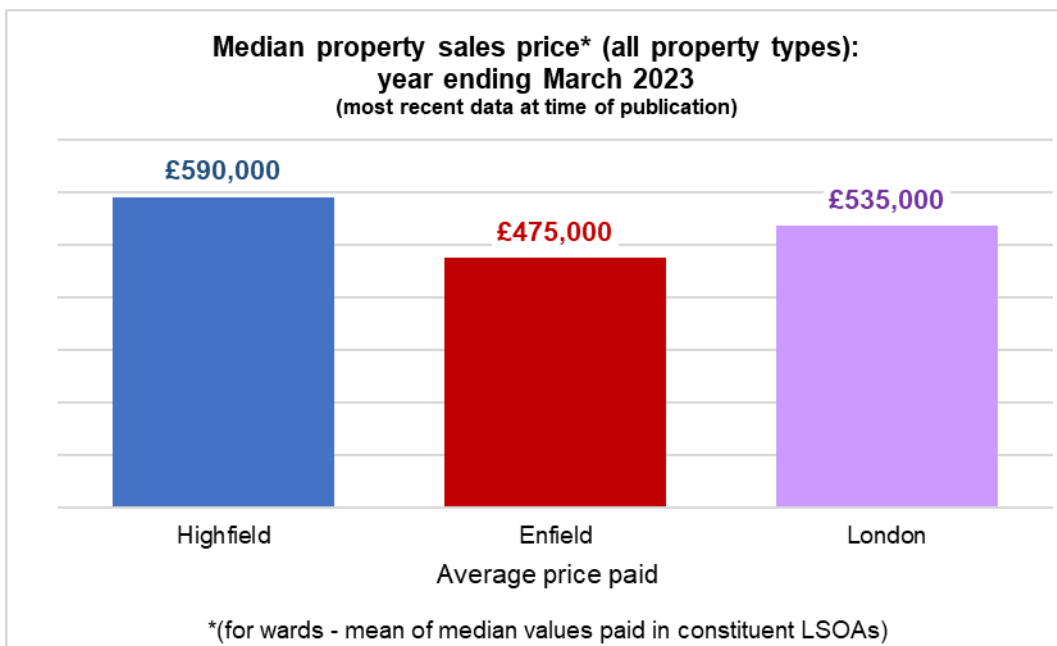 Median property sales price* (all property types):
year ending March 2023
(most recent data at time of publication)
£590,000
£475,000
£535,000
Highfield
Enfield
London
Average price paid
*(for wards - mean of median values paid in constituent LSOAs)